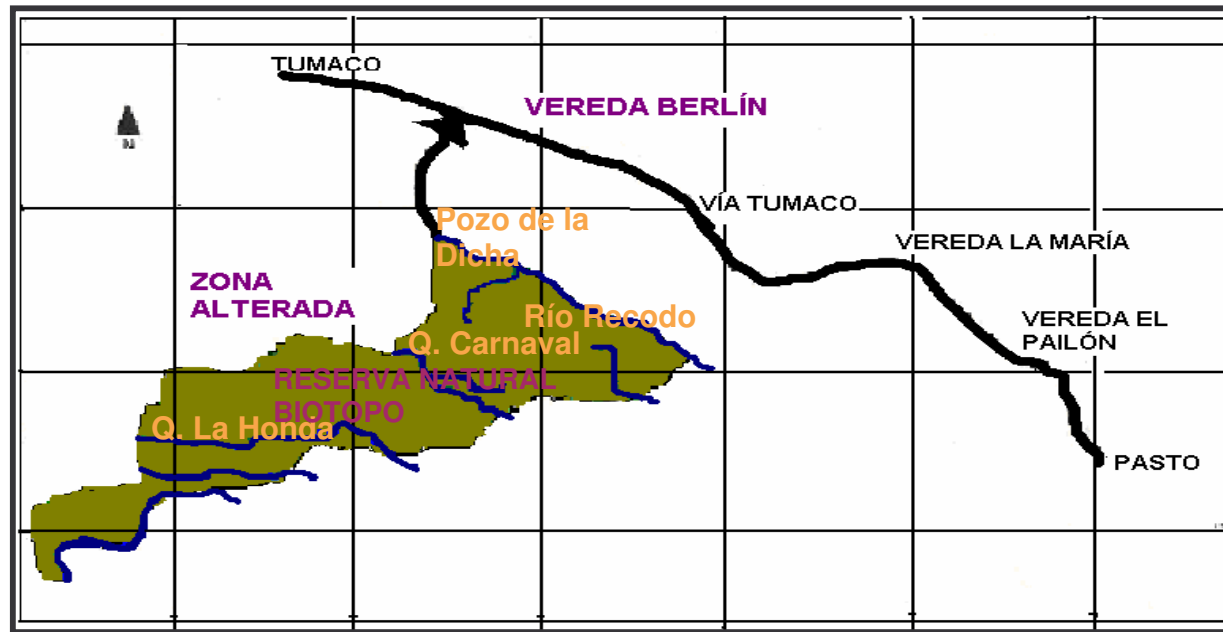 TUMACO
VEREDA BERLÍN
N
VÍA TUMACO
Pozo de la
Dicha
VEREDA LA MARÍA
ZONA
ALTERADA
Río Recodo
VEREDA EL
PAILÓN
Q. Carnaval
RESERVA NATURAL
BIOTOPO
Q. La Honda
PASTO